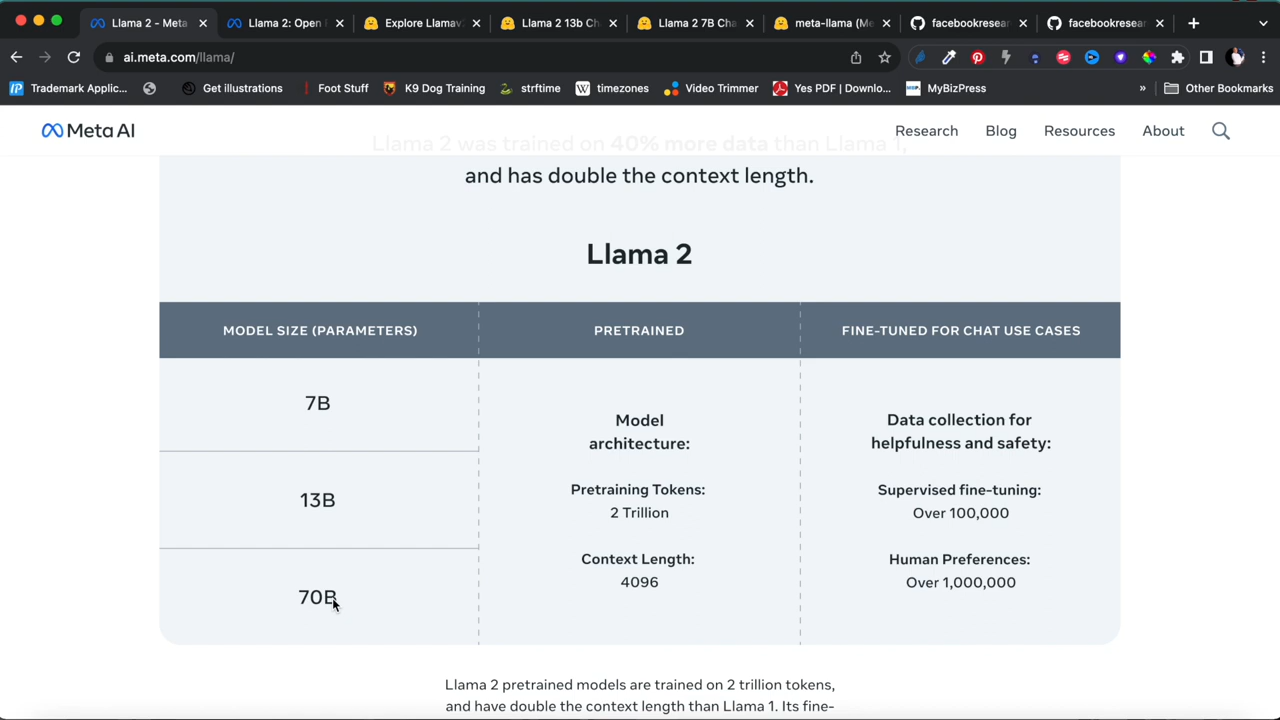 Llama 2 - Meta
Llama 2: Open
Explore Llamav
Llama 2 13b Ch
Llama 2 7B Cha
meta-llama (Me
facebookresear
facebookresear
ai.meta.com/llama/
Trademark Applic...
Get illustrations
Foot Stuff
K9 Dog Training
strftime
timezones
Video Trimmer
Yes PDF | Downlo...
MyBizPress
»
Other Bookmarks
Meta AI
Research
Blog
Resources
About
Llama 2 was trained on 40% more data than Llama 1,
and has double the context length.
Llama 2
MODEL SIZE (PARAMETERS)
PRETRAINED
FINE-TUNED FOR CHAT USE CASES
7B
13B
70B
Model
architecture:
Pretraining Tokens:
2 Trillion
Context Length:
4096
Data collection for
helpfulness and safety:
Supervised fine-tuning:
Over 100,000
Human Preferences:
Over 1,000,000
Llama 2 pretrained models are trained on 2 trillion tokens,
and have double the context length than Llama 1. Its fine-